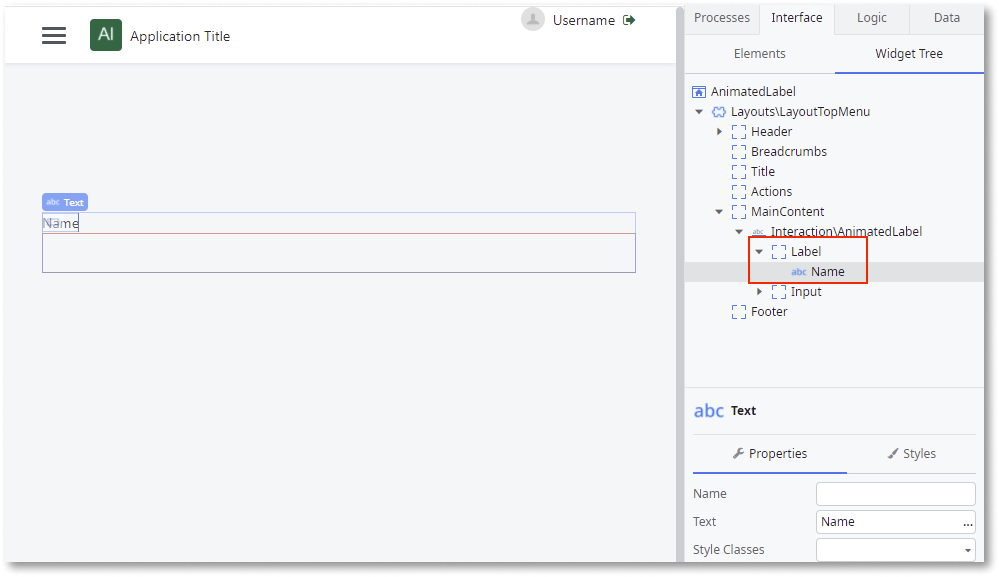 AI Application Title
Username
abc Text
Name
Processes Interface Logic Data
Elements Widget Tree
AnimatedLabel
Layouts\LayoutTopMenu
Header
Breadcrumbs
Title
Actions
MainContent
abc Interaction\AnimatedLabel
Label
abc Name
Input
Footer
abc Text
Properties Styles
Name
Text Name ...
Style Classes